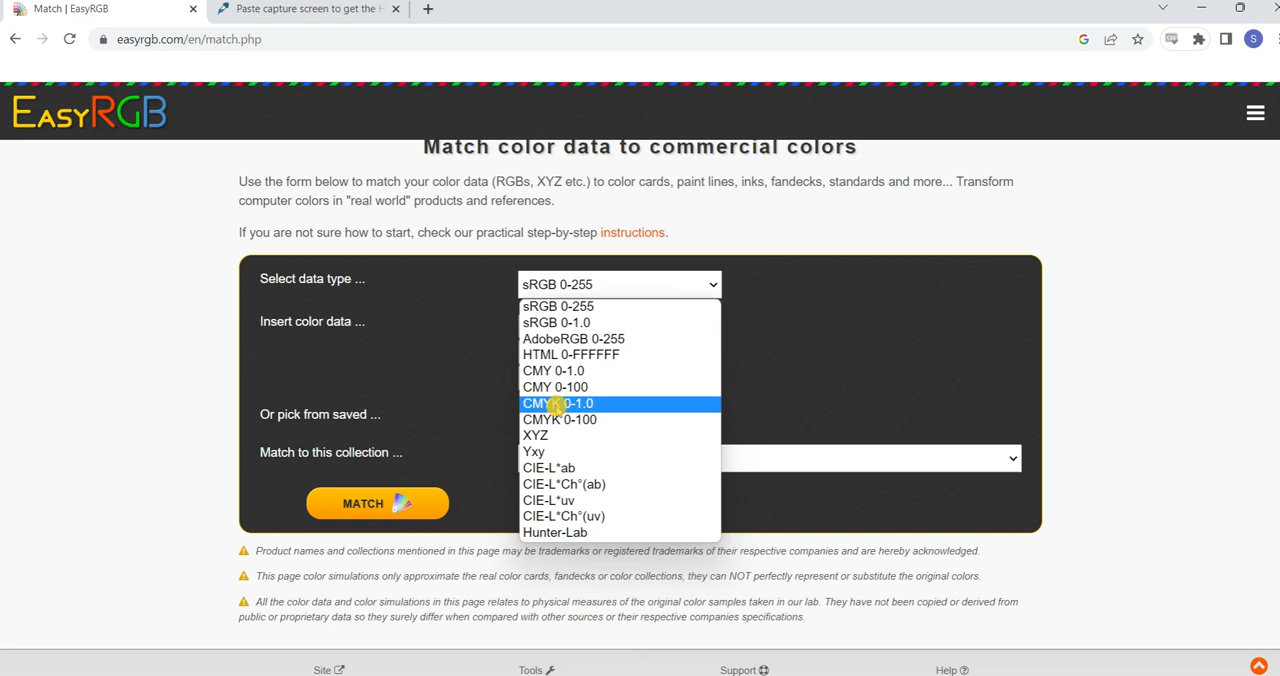 Match | EasyRGB
Paste capture screen to get the
easyrgb.com/en/match.php
S
EasyRGB
Match color data to commercial colors
Use the form below to match your color data (RGBs, XYZ etc.) to color cards, paint lines, inks, fandecks, standards and more... Transform
computer colors in "real world" products and references.
If you are not sure how to start, check our practical step-by-step instructions.
Select data type ...
sRGB 0-255
sRGB 0-255
Insert color data ...
sRGB 0-1.0
AdobeRGB 0-255
HTML 0-FFFFFF
CMY 0-1.0
CMY 0-100
CMYK 0-1.0
Or pick from saved ...
CMYK 0-100
XYZ
Match to this collection ...
Yxy
CIE-L*ab
CIE-L*Ch°(ab)
MATCH
CIE-L*uv
CIE-L*Ch°(uv)
Hunter-Lab
Product names and collections mentioned in this page may be trademarks or registered trademarks of their respective companies and are hereby acknowledged.
This page color simulations only approximate the real color cards, fandecks or color collections, they can NOT perfectly represent or substitute the original colors.
All the color data and color simulations in this page relates to physical measures of the original color samples taken in our lab. They have not been copied or derived from
public or proprietary data so they surely differ when compared with other sources or their respective companies specifications.
Site
Tools
Support
Help